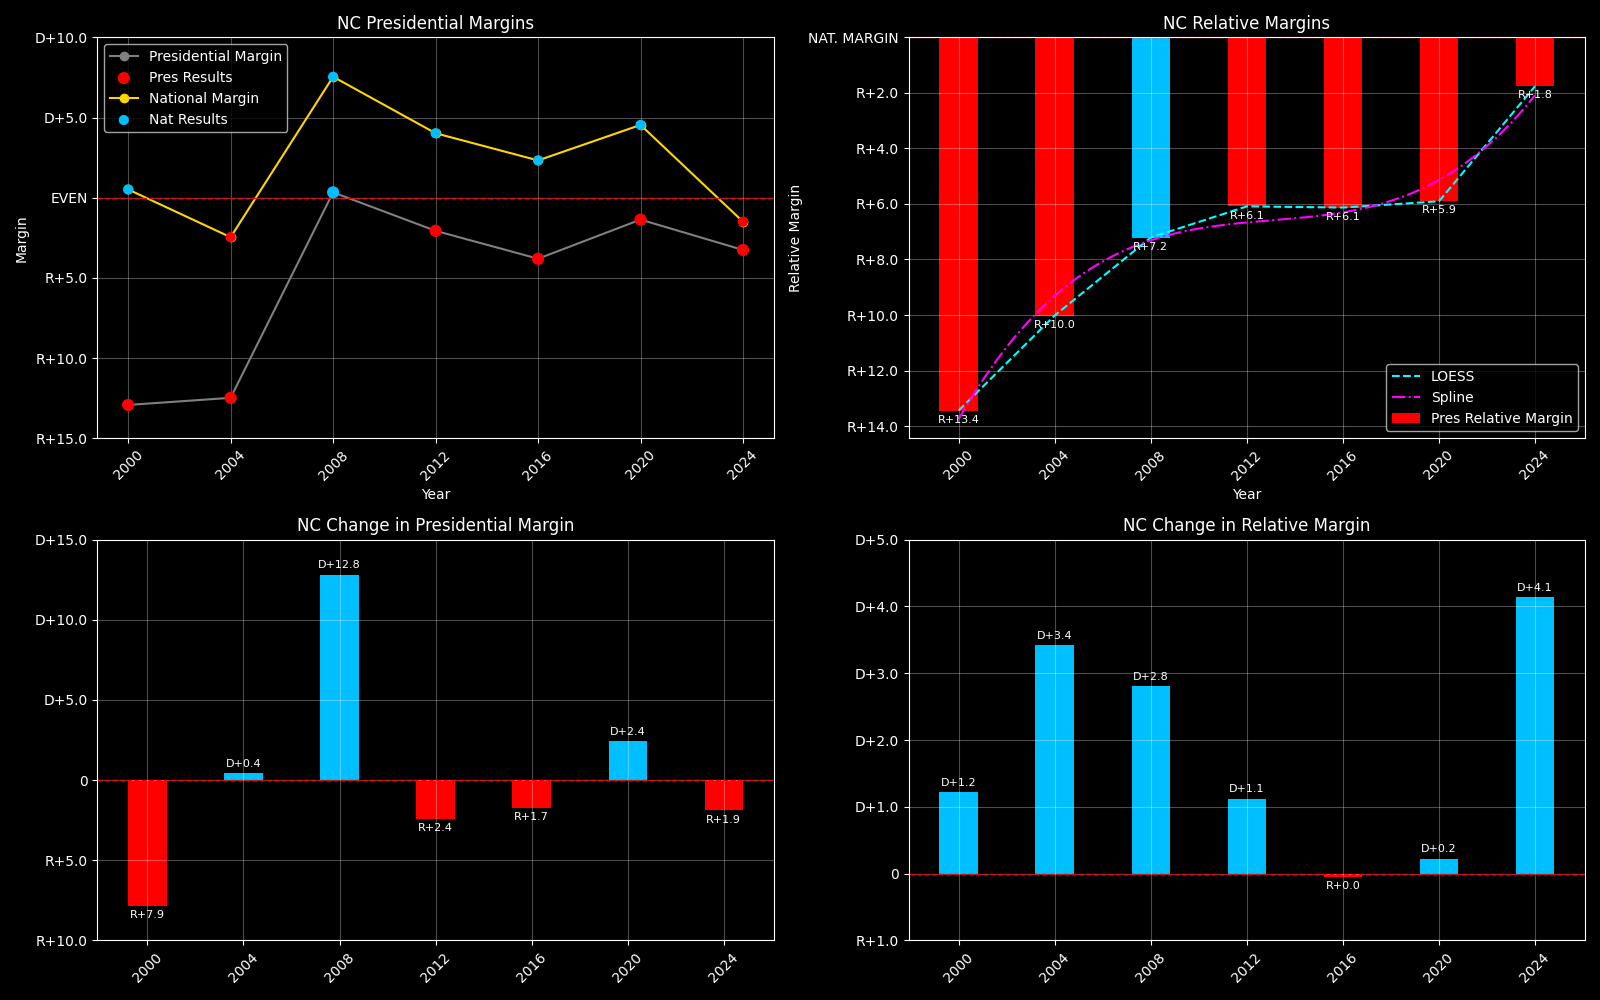 NC Presidential Margins
D+10.0
D+5.0
EVEN
R+5.0
R+10.0
R+15.0
Margin
Presidential Margin
Pres Results
National Margin
Nat Results
2000
2004
2008
2012
2016
2020
2024
Year
NC Relative Margins
NAT. MARGIN
R+2.0
R+4.0
R+6.0
R+8.0
R+10.0
R+12.0
R+14.0
Relative Margin
R+13.4
R+10.0
R+7.2
R+6.1
R+6.1
R+5.9
R+1.8
LOESS
Spline
Pres Relative Margin
2000
2004
2008
2012
2016
2020
2024
Year
NC Change in Presidential Margin
D+15.0
D+10.0
D+5.0
0
R+5.0
R+10.0
R+7.9
D+0.4
D+12.8
R+2.4
R+1.7
D+2.4
R+1.9
2000
2004
2008
2012
2016
2020
2024
NC Change in Relative Margin
D+5.0
D+4.0
D+3.0
D+2.0
D+1.0
0
R+1.0
D+1.2
D+3.4
D+2.8
D+1.1
R+0.0
D+0.2
D+4.1
2000
2004
2008
2012
2016
2020
2024